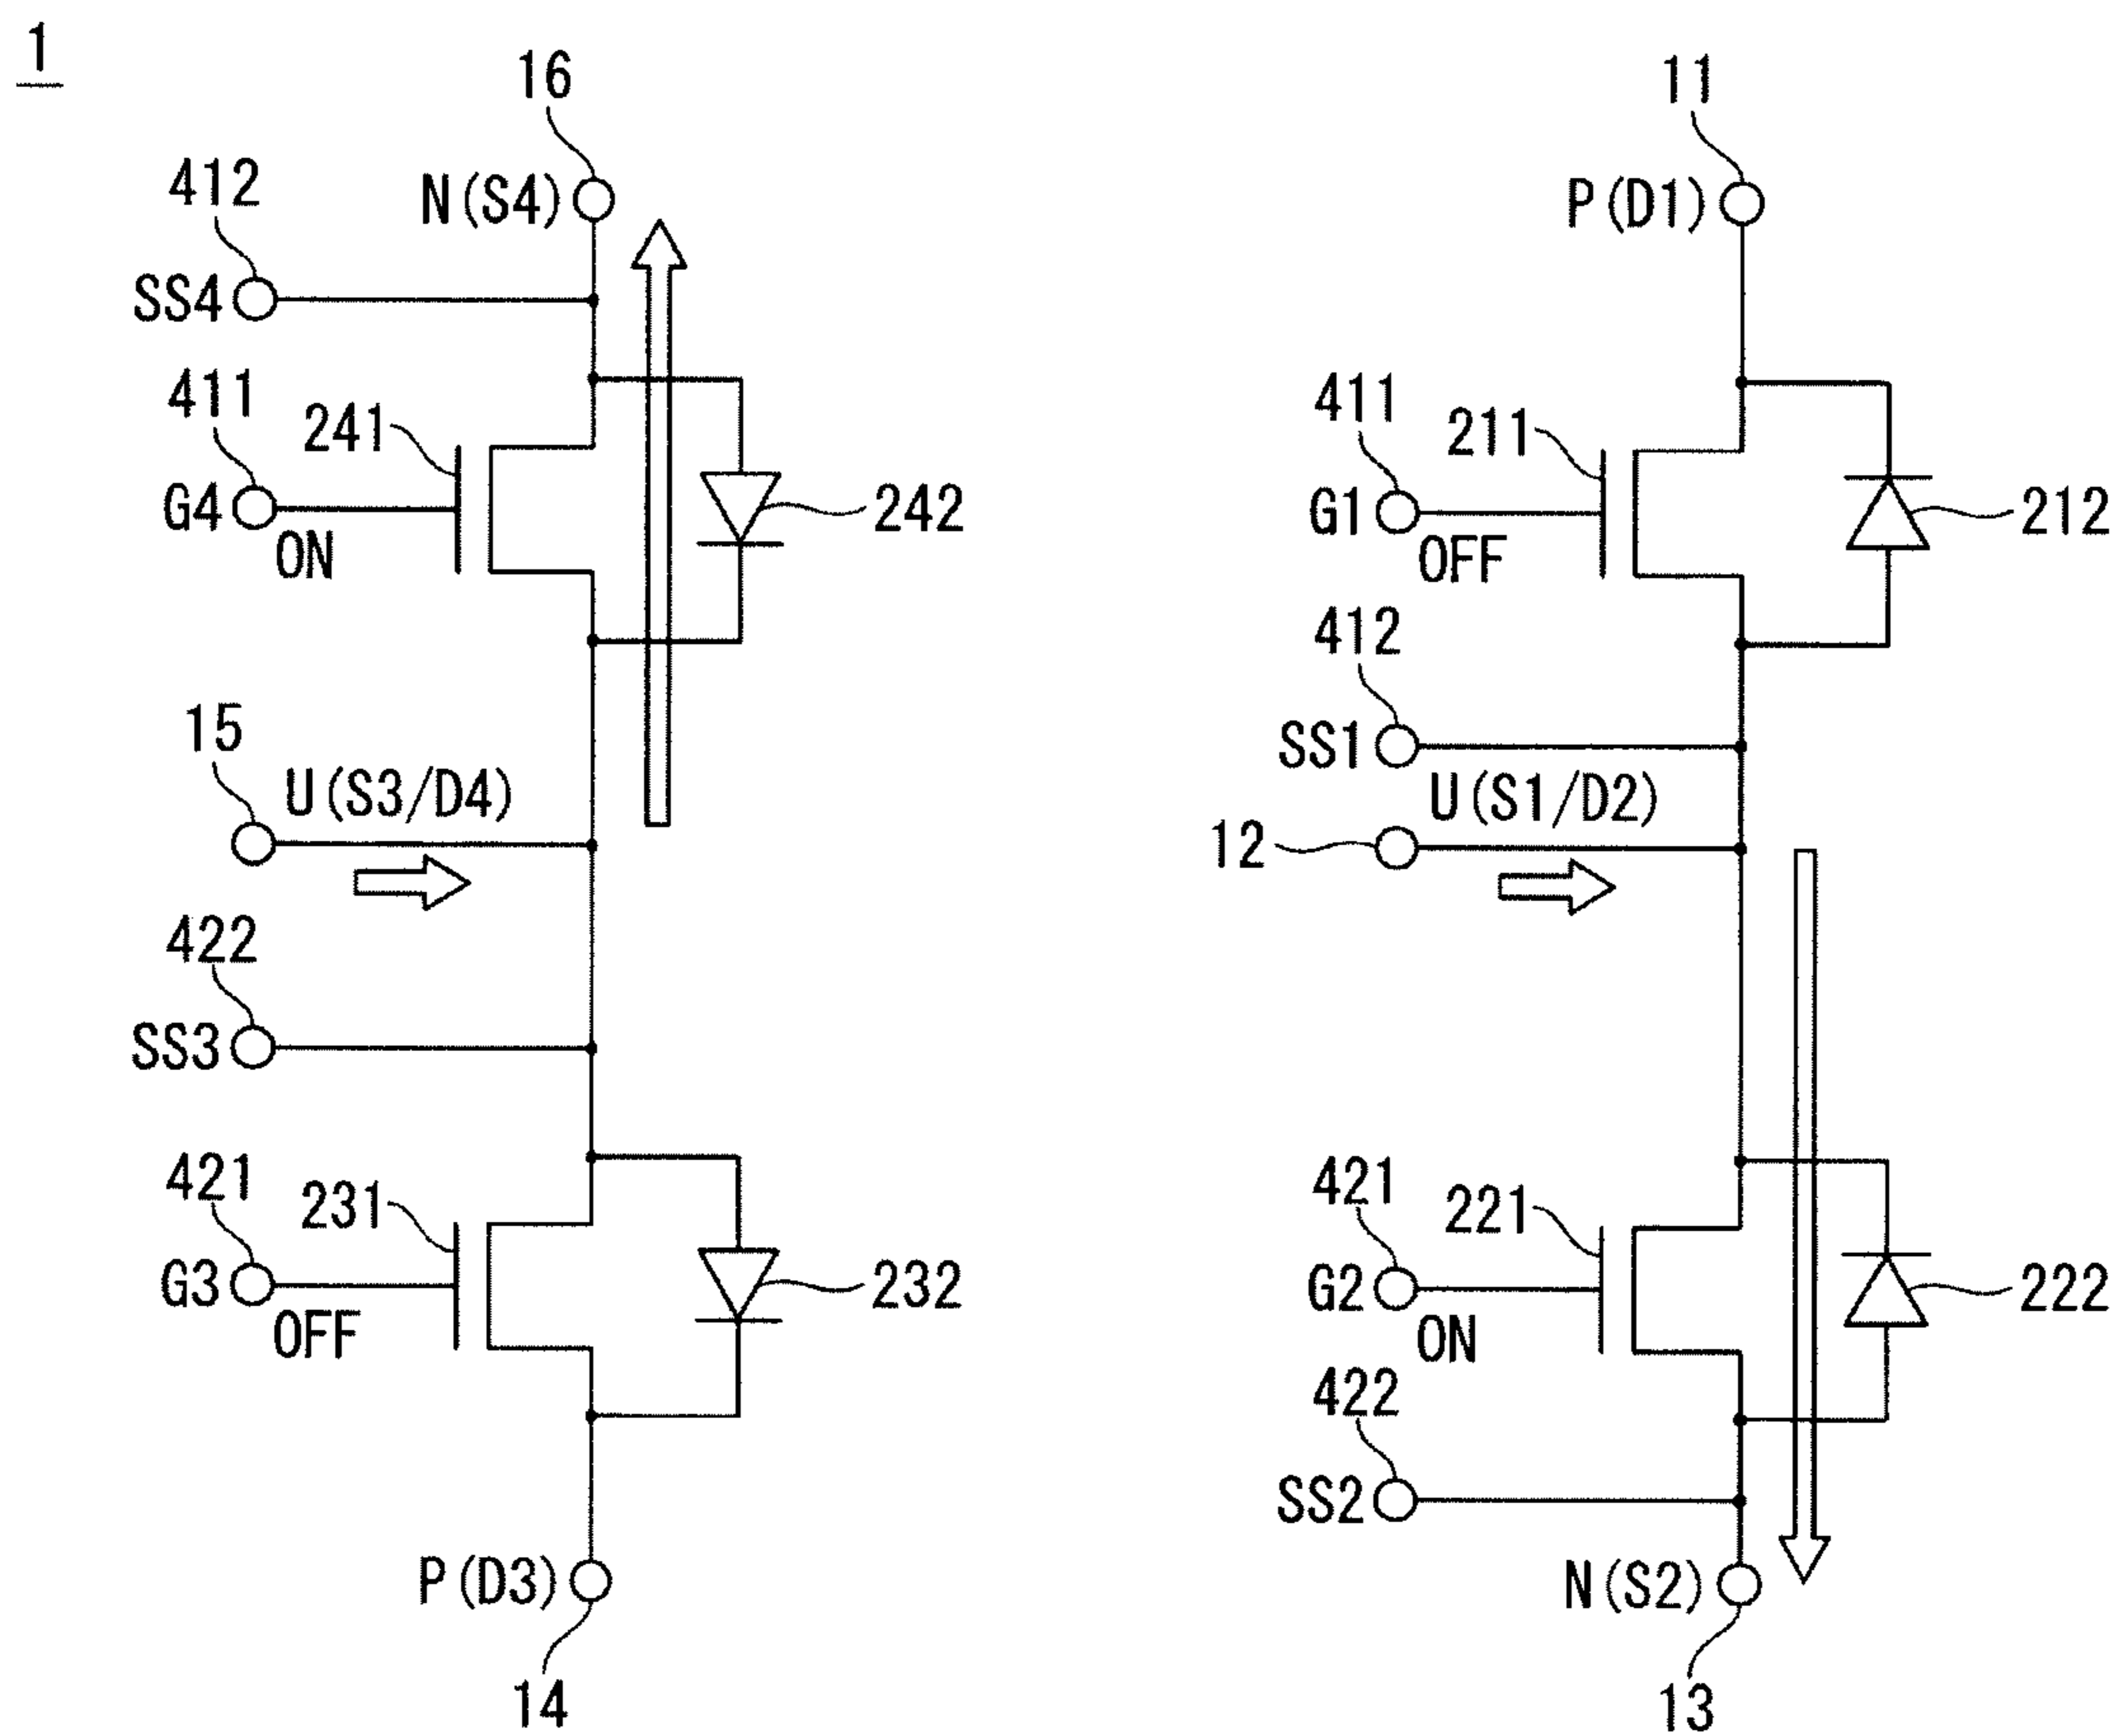 1
16
N(S4)
412
SS4
411
241
G4
ON
242
15
U(S3/D4)
422
SS3
421
231
G3
OFF
232
P(D3)
14
11
P(D1)
411
211
G1
OFF
212
412
SS1
U(S1/D2)
12
421
221
G2
ON
222
422
SS2
N(S2)
13